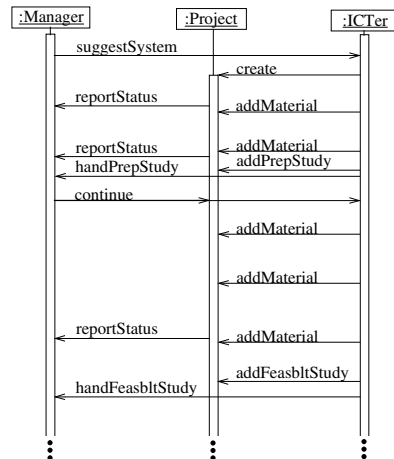 :Manager :Project :ICTer
suggestSystem
create
reportStatus
addMaterial
addMaterial
reportStatus
addPrepStudy
handPrepStudy
continue
addMaterial
addMaterial
reportStatus
addMaterial
addFeasbltStudy
handFeasbltStudy